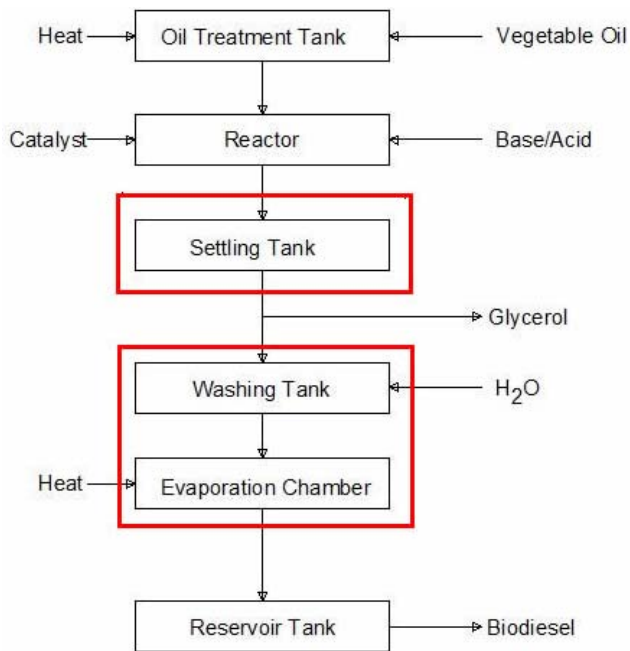 Heat
Oil Treatment Tank
Vegetable Oil
Catalyst
Reactor
Base/Acid
Settling Tank
Glycerol
Washing Tank
H₂O
Heat
Evaporation Chamber
Reservoir Tank
Biodiesel